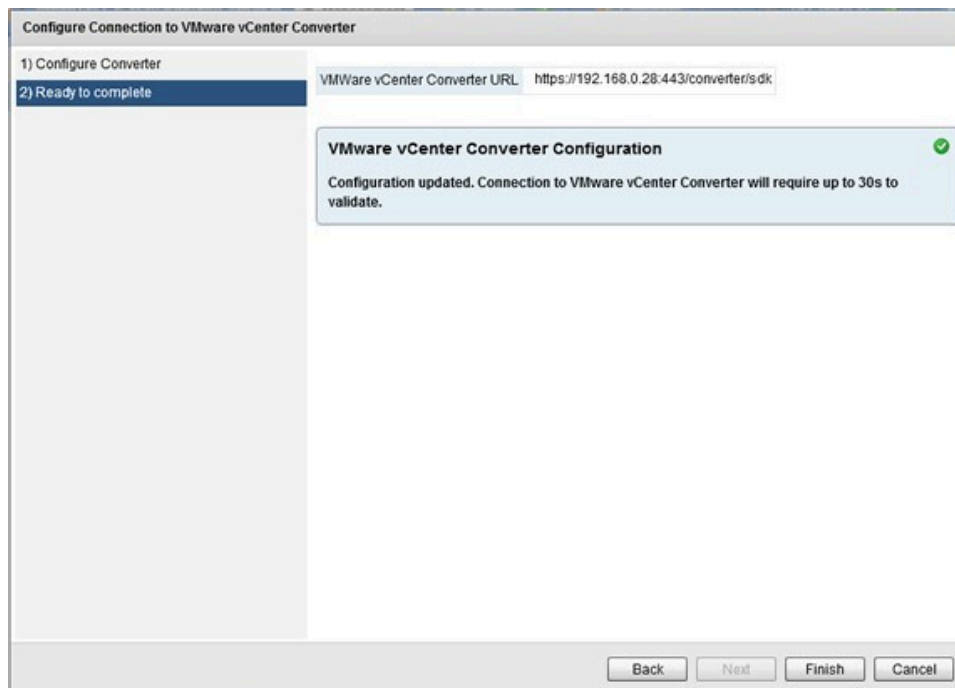 Configure Connection to VMware vCenter Converter
1) Configure Converter
2) Ready to complete
VMWare vCenter Converter URL https://192.168.0.28:443/converter/sdk
VMware vCenter Converter Configuration
Configuration updated. Connection to VMware vCenter Converter will require up to 30s to
validate.
Back Next Finish Cancel